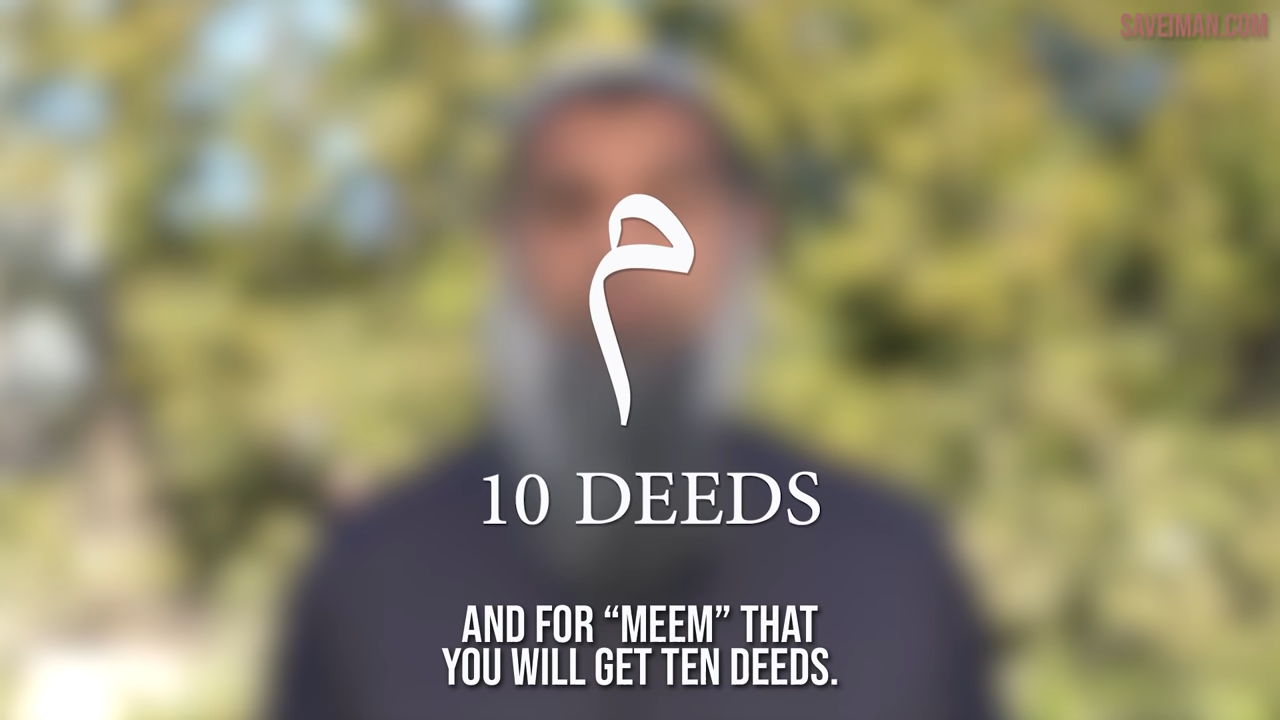 SAVEIMAN.COM
م
10 DEEDS
AND FOR “MEEM” THAT
YOU WILL GET TEN DEEDS.